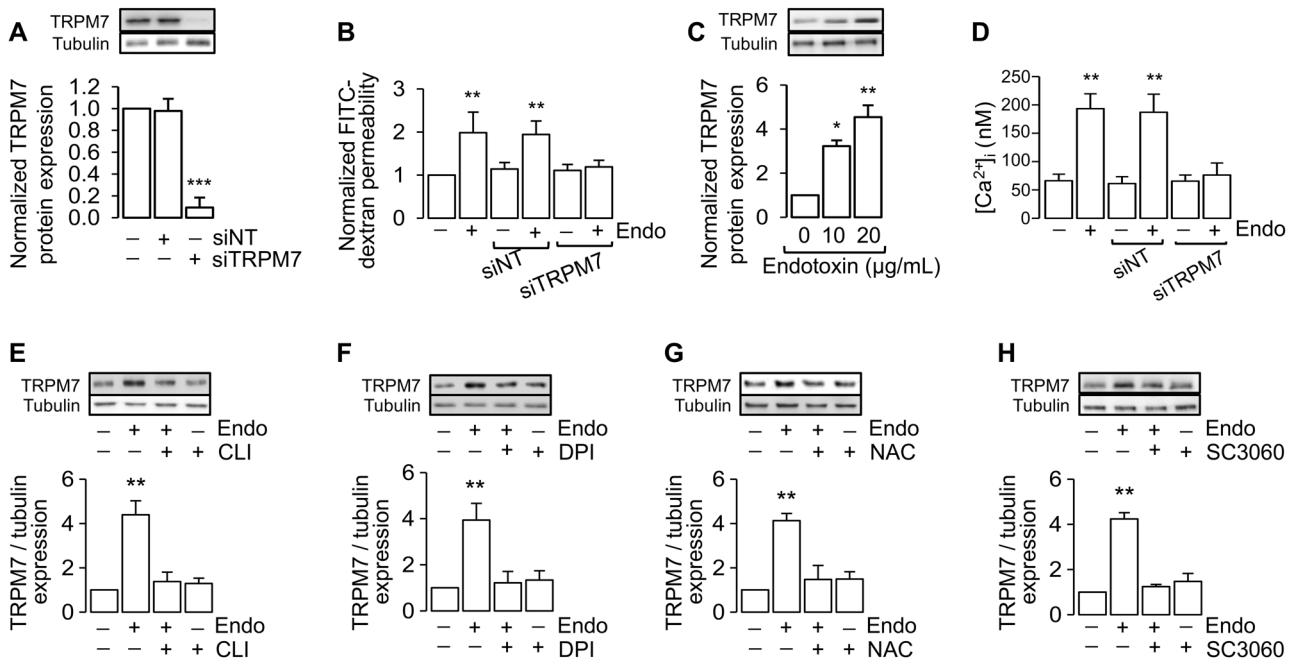 A
TRPM7
Tubulin
Normalized TRPM7
protein expression
1.2
1.0
0.8
0.6
0.4
0.2
0.0
***
– + – siNT
– – + siTRPM7
B
Normalized FITC-
dextran permeability
4
3
2
1
0
** **
– + – + – + Endo
siNT
siTRPM7
C
TRPM7
Tubulin
Normalized TRPM7
protein expression
6
4
2
0
* **
0 10 20
Endotoxin (µg/mL)
D
[Ca²⁺]i (nM)
250
200
150
100
50
0
** **
– + – + – +
siNT
siTRPM7
E
TRPM7
Tubulin
– + + – Endo
– – + + CLI
TRPM7 / tubulin
expression
6
4
2
0
**
– + + – Endo
– – + + CLI
F
TRPM7
Tubulin
– + + – Endo
– – + + DPI
TRPM7 / tubulin
expression
6
4
2
0
**
– + + – Endo
– – + + DPI
G
TRPM7
Tubulin
– + + – Endo
– – + + NAC
TRPM7 / tubulin
expression
6
4
2
0
**
– + + – Endo
– – + + NAC
H
TRPM7
Tubulin
– + + – Endo
– – + + SC3060
TRPM7 / tubulin
expression
6
4
2
0
**
– + + – Endo
– – + + SC3060